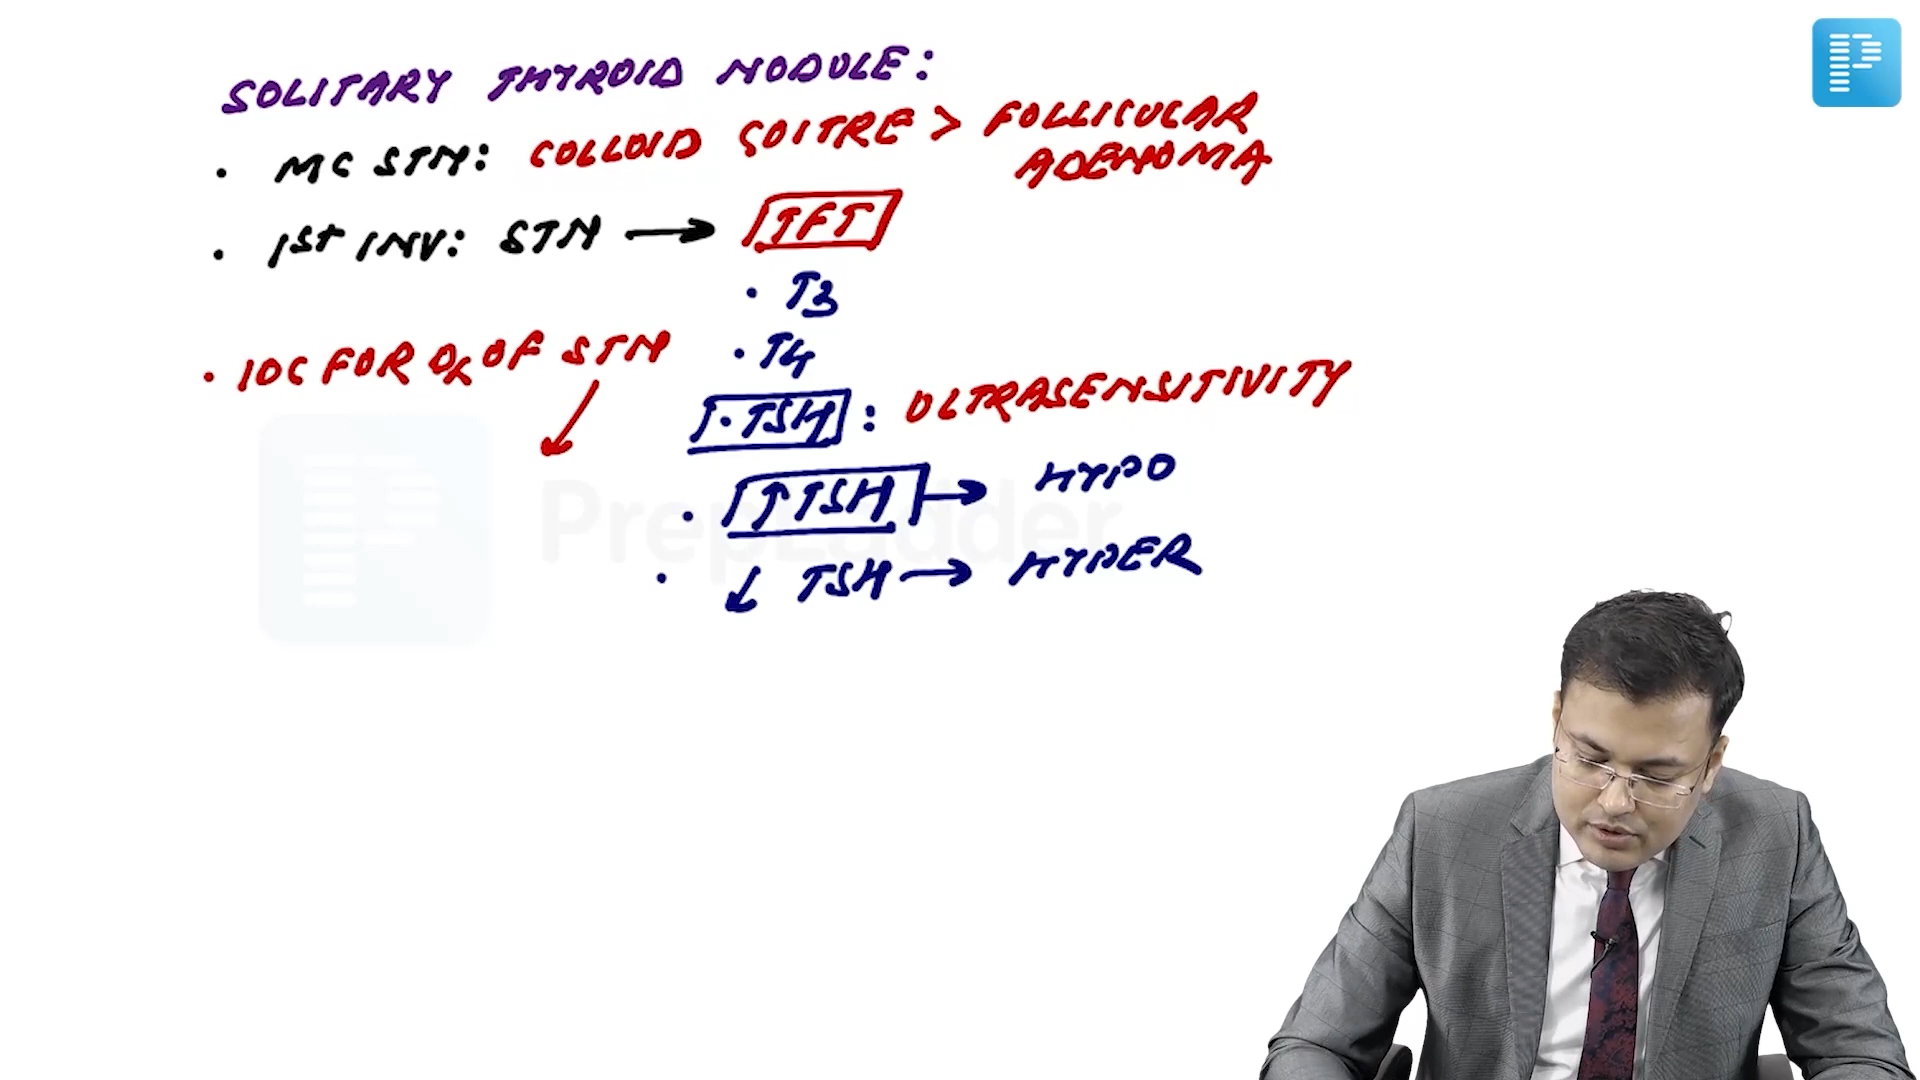 SOLITARY THYROID NODULE:
• MC STN: COLLOID GOITRE > FOLLICULAR
ADENOMA
• 1St INV: STN → TFT
• T3
• T4
• IOC FOR Dx OF STN
• TSH : ULTRASENSITIVITY
• ↑ TSH → HYPO
• ↓ TSH → HYPER
PrepLadder